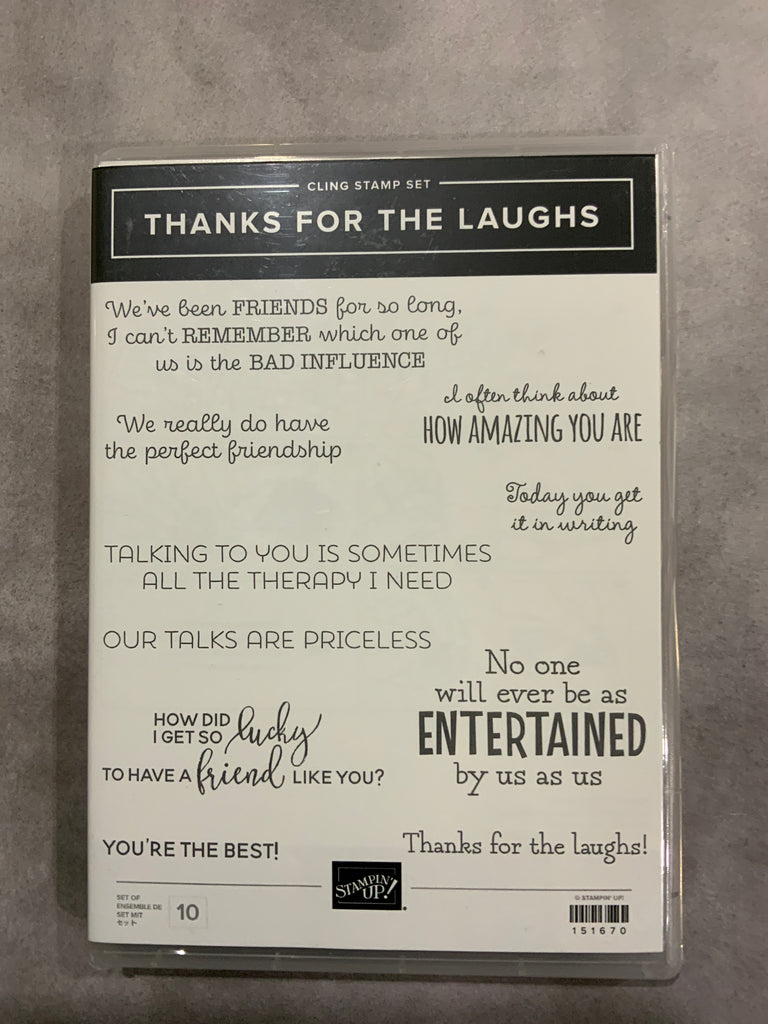 CLING STAMP SET
THANKS FOR THE LAUGHS
We've been FRIENDS for so long,
I can't REMEMBER which one of
us is the BAD INFLUENCE
I often think about
HOW AMAZING YOU ARE
We really do have
the perfect friendship
Today you get
it in writing
TALKING TO YOU IS SOMETIMES
ALL THE THERAPY I NEED
OUR TALKS ARE PRICELESS
No one
will ever be as
ENTERTAINED
by us as us
HOW DID
I GET SO lucky
TO HAVE A friend LIKE YOU?
YOU'RE THE BEST!
Thanks for the laughs!
STAMPIN'
UP!
SET OF
ENSEMBLE DE
SET MIT
セット
10
© STAMPIN' UP!
151670